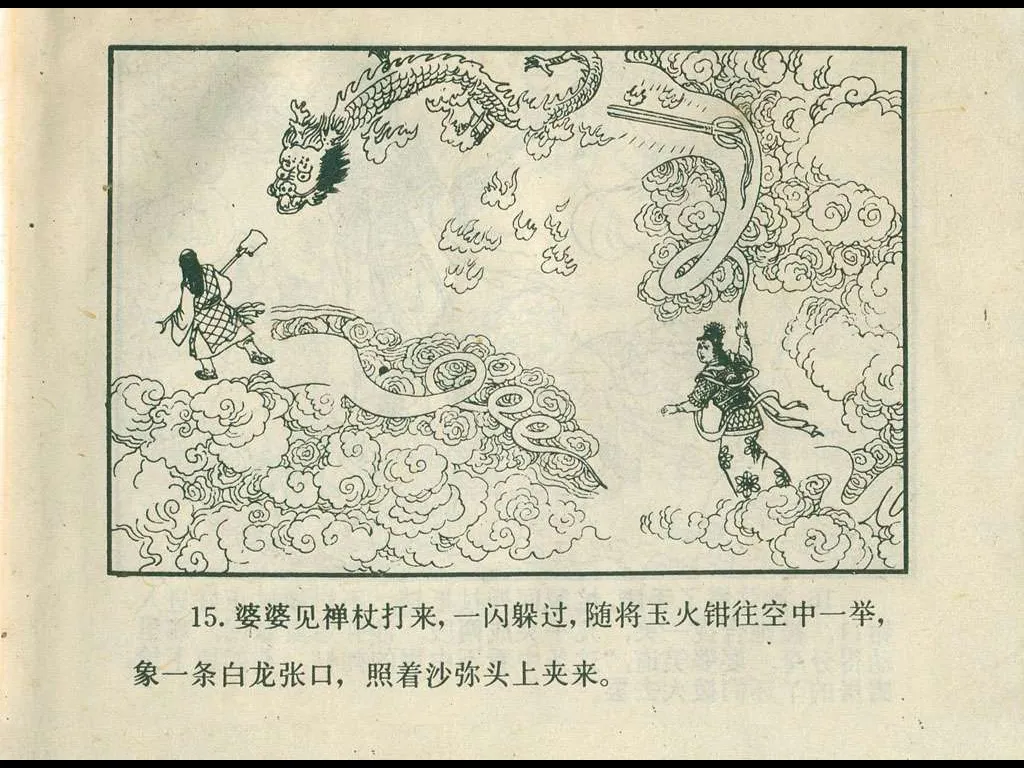 15. 婆婆见禅杖打来，一闪躲过，随将玉火钳往空中一举，
象一条白龙张口，照着沙弥头上夹来。